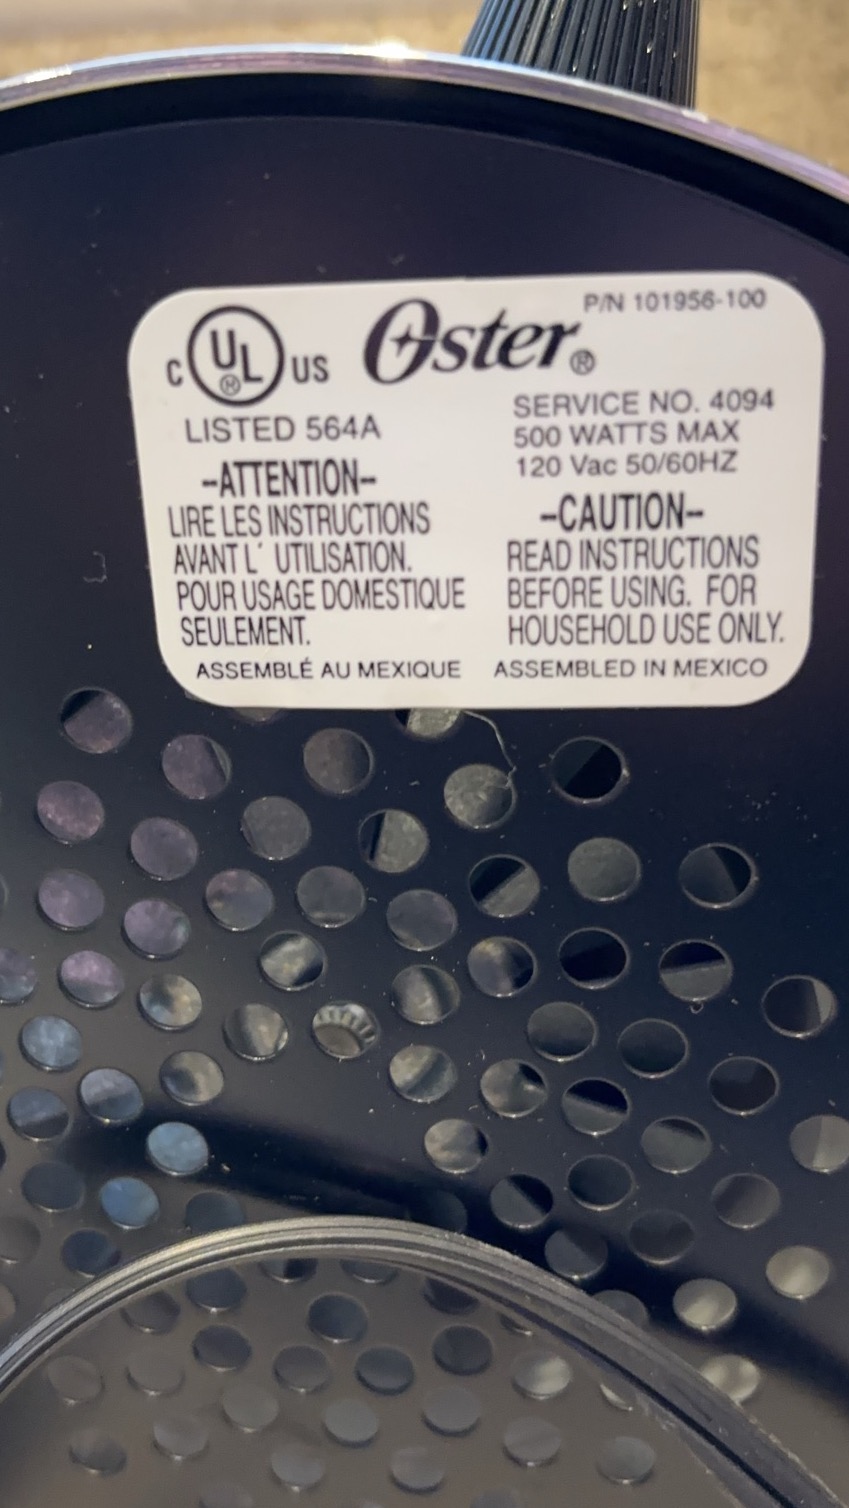 P/N 101956-100
C UL® US Oster®
LISTED 564A
-ATTENTION-
LIRE LES INSTRUCTIONS
AVANT L´ UTILISATION.
POUR USAGE DOMESTIQUE
SEULEMENT.
ASSEMBLÉ AU MEXIQUE
SERVICE NO. 4094
500 WATTS MAX
120 Vac 50/60HZ
-CAUTION-
READ INSTRUCTIONS
BEFORE USING. FOR
HOUSEHOLD USE ONLY.
ASSEMBLED IN MEXICO